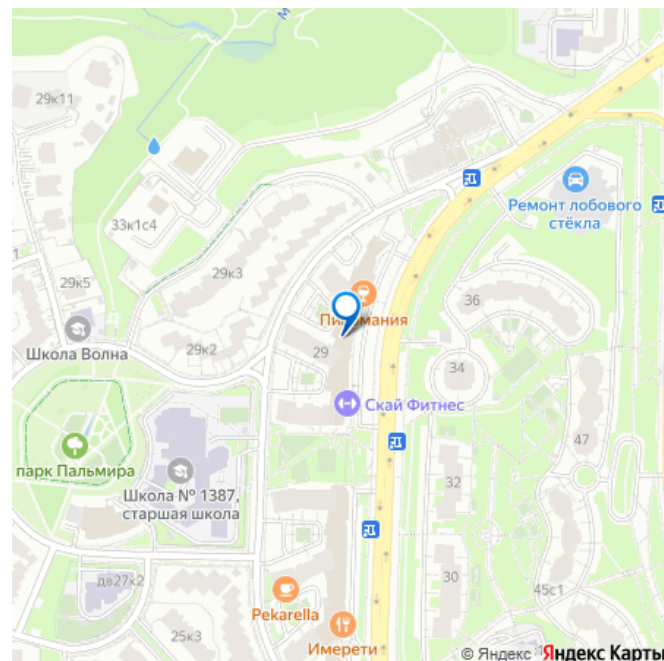 М
29к11
33к1с4
Ремонт лобового
стёкла
29к5
29к3
36
Школа Волна
29к2
29
34
Скай Фитнес
парк Пальмира
Школа № 1387,
старшая школа
47
32
дв27к2
30
45с1
Pekarella
25к3
Имерети
© Яндекс Яндекс Карты